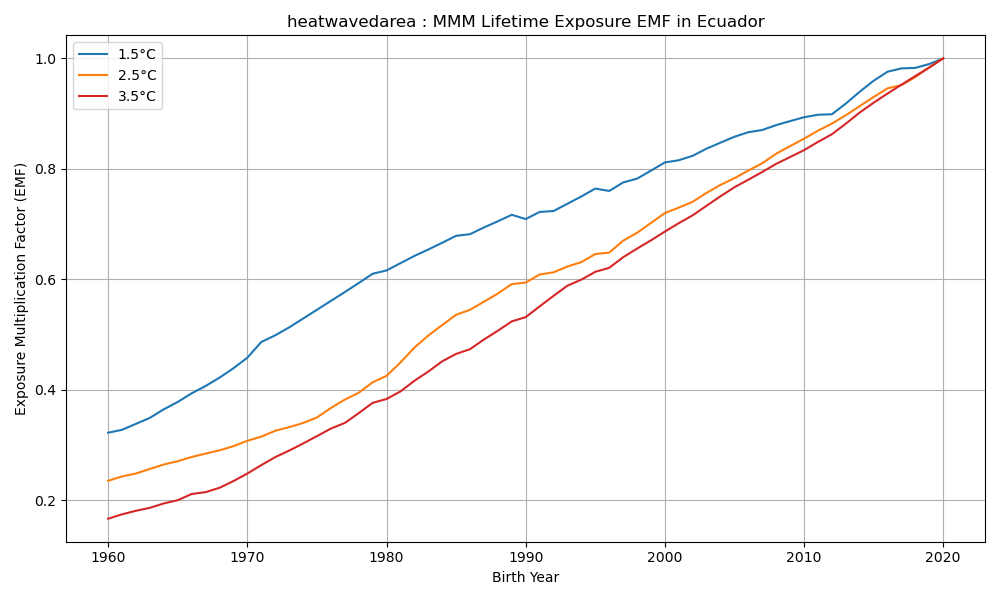 heatwavedarea : MMM Lifetime Exposure EMF in Ecuador
1.5°C
2.5°C
3.5°C
Exposure Multiplication Factor (EMF)
1.0
0.8
0.6
0.4
0.2
1960 1970 1980 1990 2000 2010 2020
Birth Year